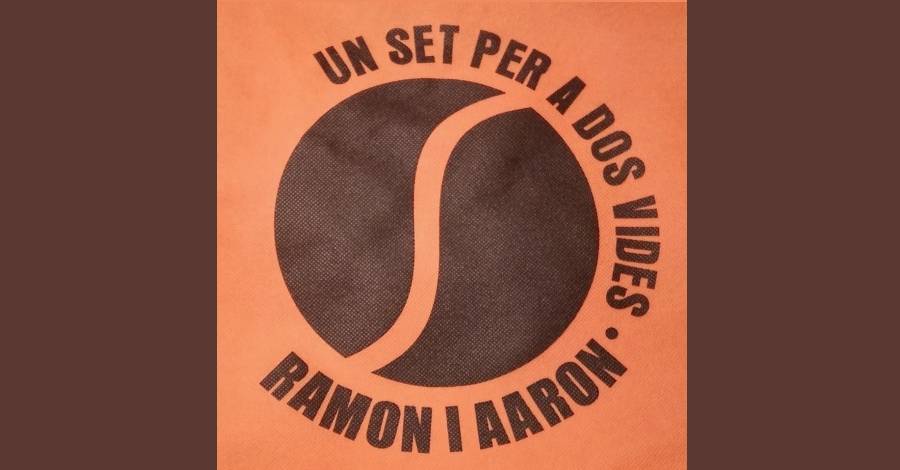 UN SET PER A DOS VIDES •
RAMON I AARON